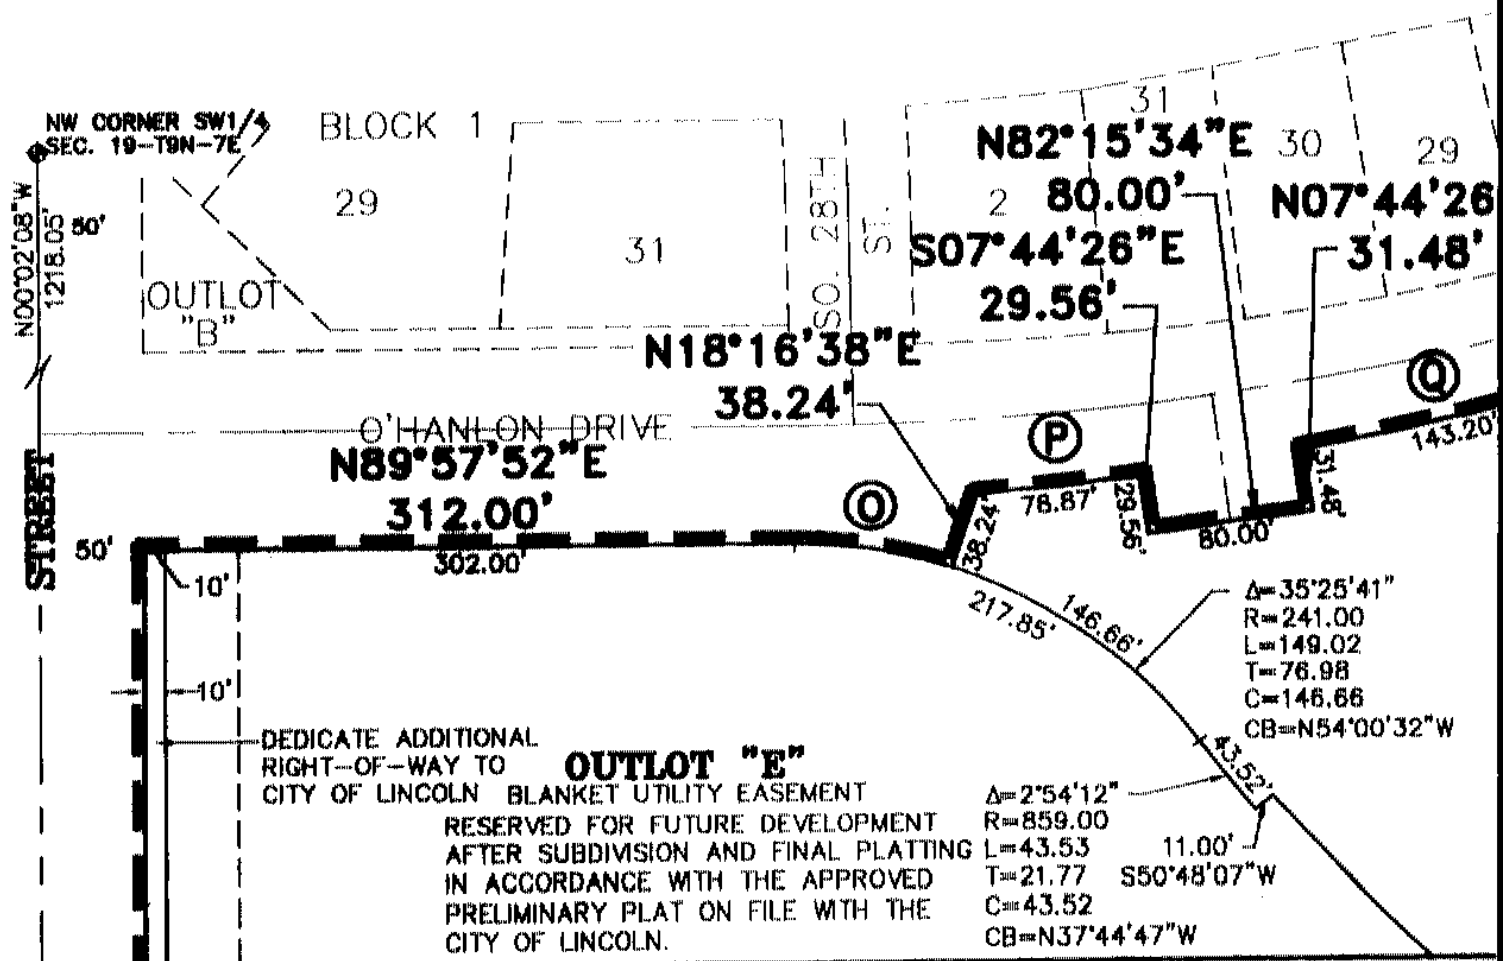 NW CORNER SW1/4
SEC. 19-T9N-7E
N00°02'08"W
1218.05'
50'
BLOCK 1
29
31
OUTLOT
"B"
SO. 28TH
ST.
31
2
30
29
N82°15'34"E
80.00'
S07°44'26"E
29.56'
N07°44'26
31.48'
N18°16'38"E
38.24'
O'HANLON DRIVE
N89°57'52"E
312.00'
STREET
50'
302.00'
10'
10'
O
P
Q
38.24'
78.87'
29.56'
80.00'
31.48'
143.20'
217.85'
146.66'
Δ=35°25'41"
R=241.00
L=149.02
T=76.98
C=146.66
CB=N54°00'32"W
43.52'
11.00'
S50°48'07"W
Δ=2°54'12"
R=859.00
L=43.53
T=21.77
C=43.52
CB=N37°44'47"W
DEDICATE ADDITIONAL
RIGHT-OF-WAY TO
CITY OF LINCOLN
OUTLOT "E"
BLANKET UTILITY EASEMENT
RESERVED FOR FUTURE DEVELOPMENT
AFTER SUBDIVISION AND FINAL PLATTING
IN ACCORDANCE WITH THE APPROVED
PRELIMINARY PLAT ON FILE WITH THE
CITY OF LINCOLN.